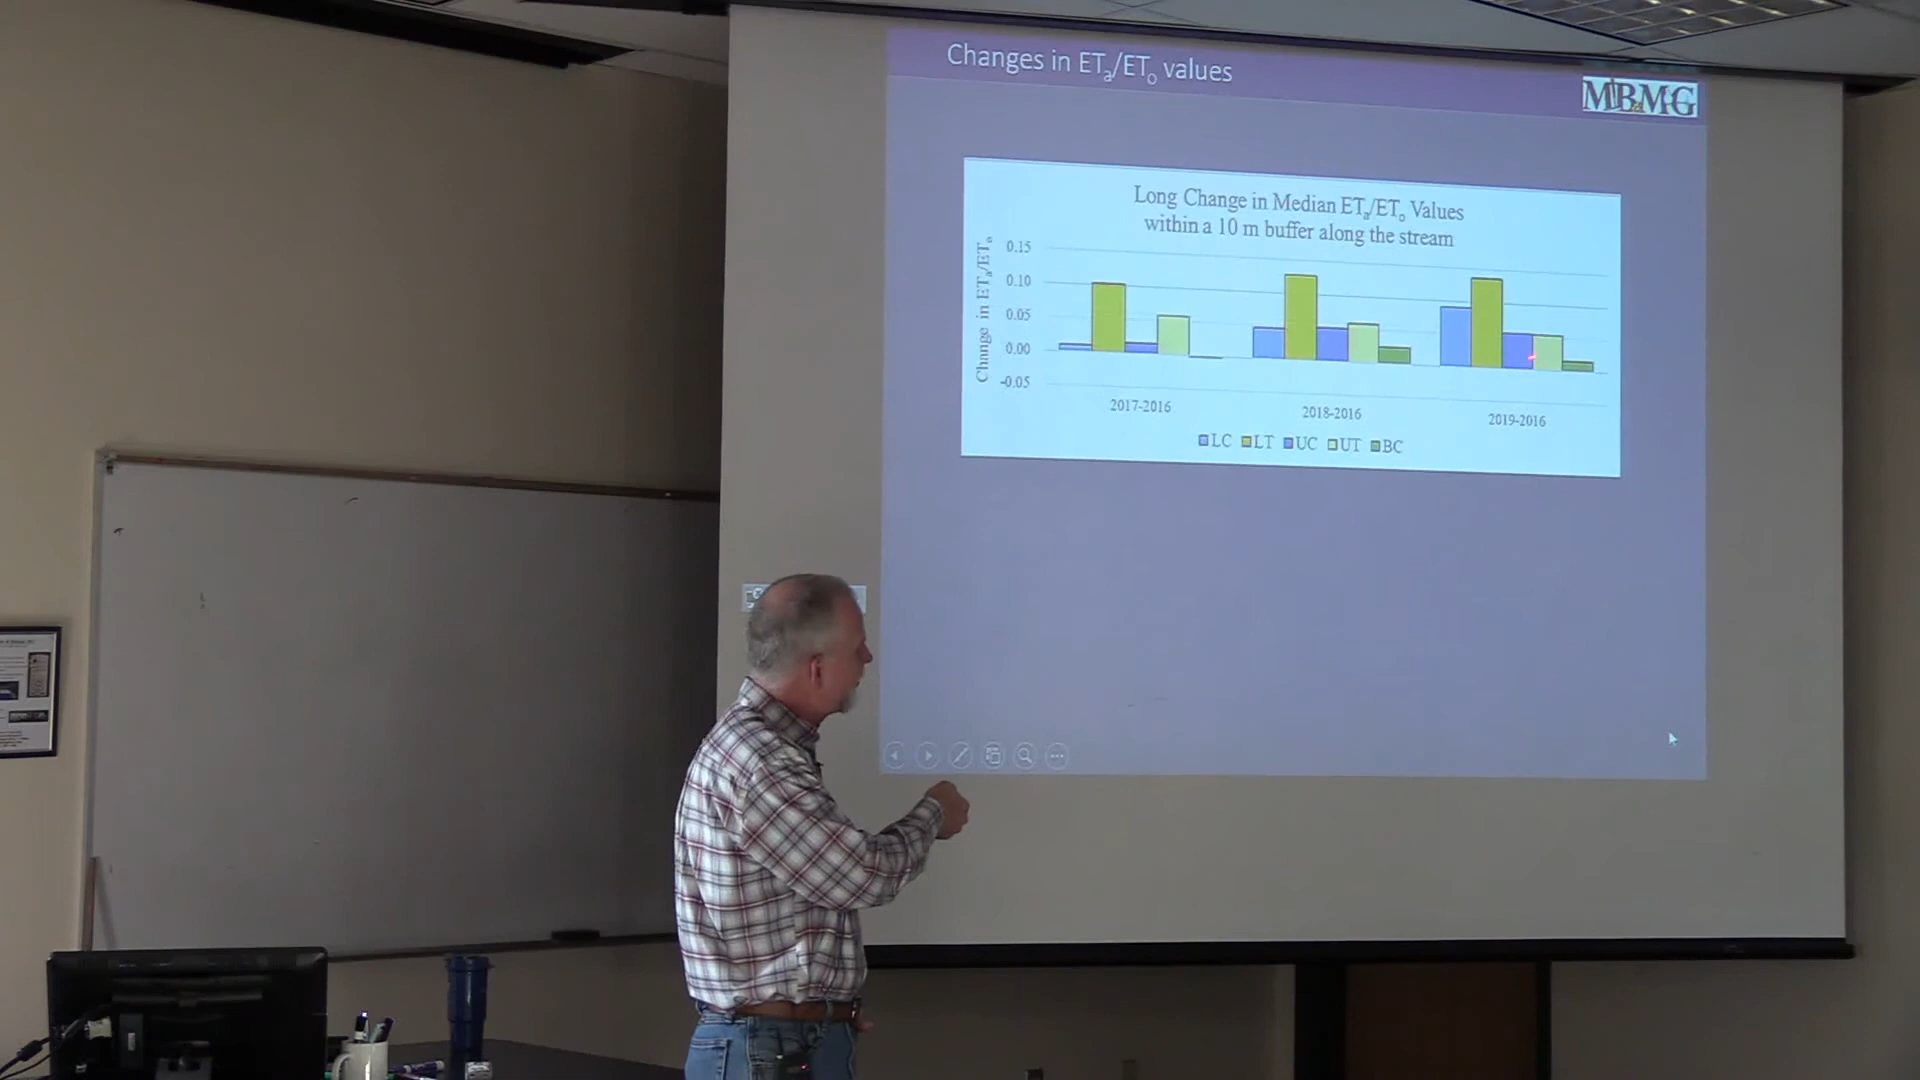 Changes in ETa/ETo values
MBMG
Long Change in Median ETa/ETo Values
within a 10 m buffer along the stream
Change in ETa/ETo
0.15
0.10
0.05
0.00
-0.05
2017-2016
2018-2016
2019-2016
LC LT UC UT BC